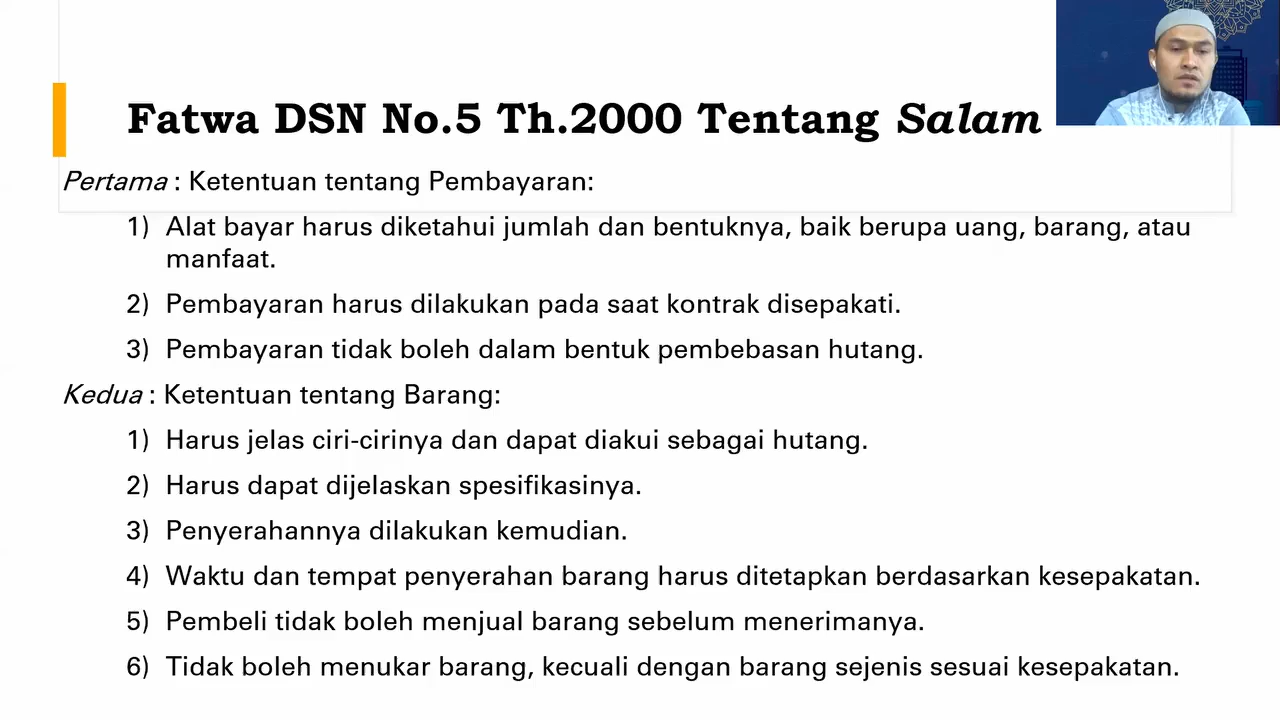 Fatwa DSN No.5 Th.2000 Tentang Salam
Pertama : Ketentuan tentang Pembayaran:
1) Alat bayar harus diketahui jumlah dan bentuknya, baik berupa uang, barang, atau
manfaat.
2) Pembayaran harus dilakukan pada saat kontrak disepakati.
3) Pembayaran tidak boleh dalam bentuk pembebasan hutang.
Kedua : Ketentuan tentang Barang:
1) Harus jelas ciri-cirinya dan dapat diakui sebagai hutang.
2) Harus dapat dijelaskan spesifikasinya.
3) Penyerahannya dilakukan kemudian.
4) Waktu dan tempat penyerahan barang harus ditetapkan berdasarkan kesepakatan.
5) Pembeli tidak boleh menjual barang sebelum menerimanya.
6) Tidak boleh menukar barang, kecuali dengan barang sejenis sesuai kesepakatan.